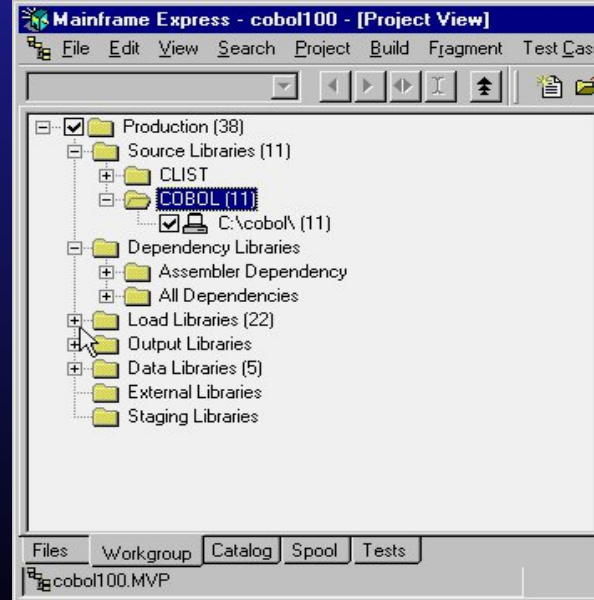 Mainframe Express - cobol100 - [Project View]
File Edit View Search Project Build Fragment Test Cas
Production (38)
Source Libraries (11)
CLIST
COBOL (11)
C:\cobol\ (11)
Dependency Libraries
Assembler Dependency
All Dependencies
Load Libraries (22)
Output Libraries
Data Libraries (5)
External Libraries
Staging Libraries
Files Workgroup Catalog Spool Tests
cobol100.MVP